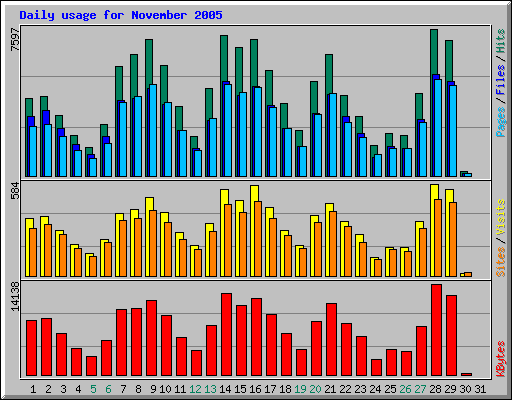 Daily usage for November 2005
7597
584
14138
Pages / Files / Hits
Sites / Visits
KBytes
1 2 3 4 5 6 7 8 9 10 11 12 13 14 15 16 17 18 19 20 21 22 23 24 25 26 27 28 29 30 31